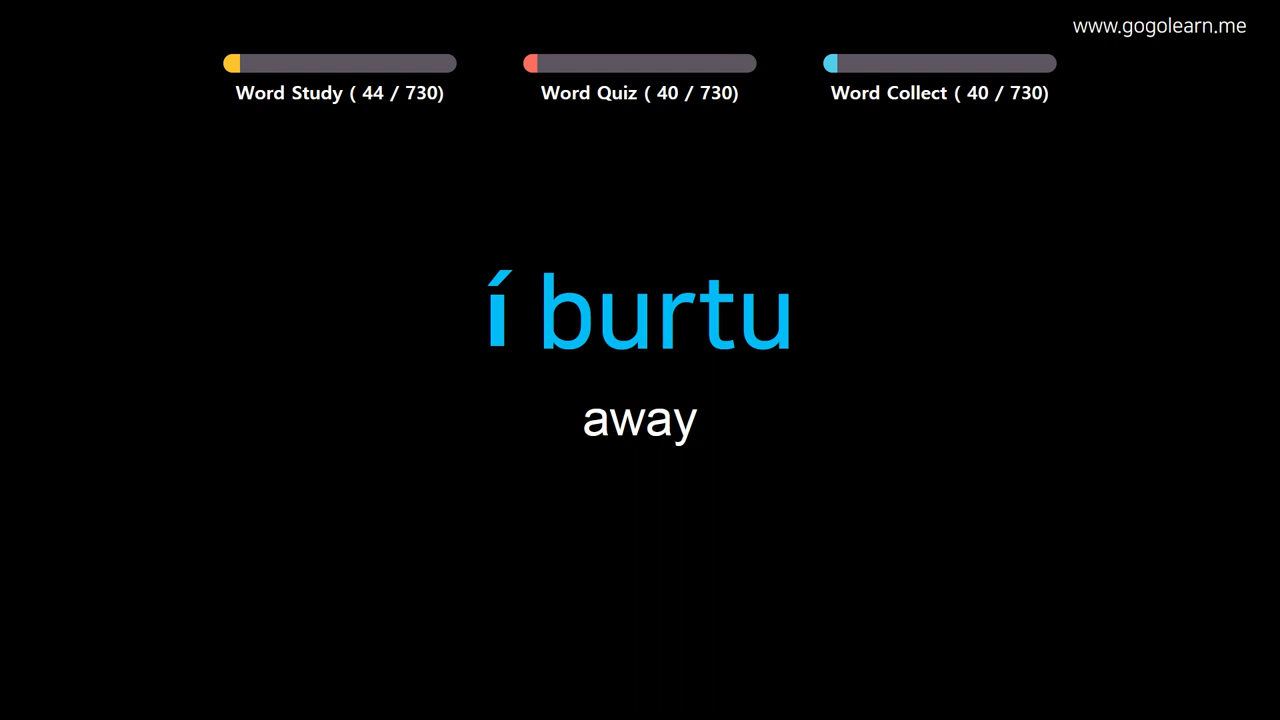 www.gogolearn.me
Word Study ( 44 / 730)
Word Quiz ( 40 / 730)
Word Collect ( 40 / 730)
í burtu
away